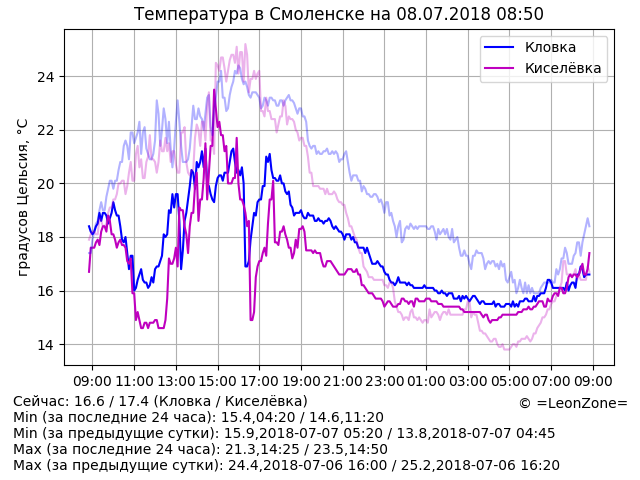 Температура в Смоленске на 08.07.2018 08:50
Кловка
Киселёвка
градусов Цельсия, °C
24
22
20
18
16
14
09:00 11:00 13:00 15:00 17:00 19:00 21:00 23:00 01:00 03:00 05:00 07:00 09:00
Сейчас: 16.6 / 17.4 (Кловка / Киселёвка)
© =LeonZone=
Min (за последние 24 часа): 15.4,04:20 / 14.6,11:20
Min (за предыдущие сутки): 15.9,2018-07-07 05:20 / 13.8,2018-07-07 04:45
Max (за последние 24 часа): 21.3,14:25 / 23.5,14:50
Max (за предыдущие сутки): 24.4,2018-07-06 16:00 / 25.2,2018-07-06 16:20